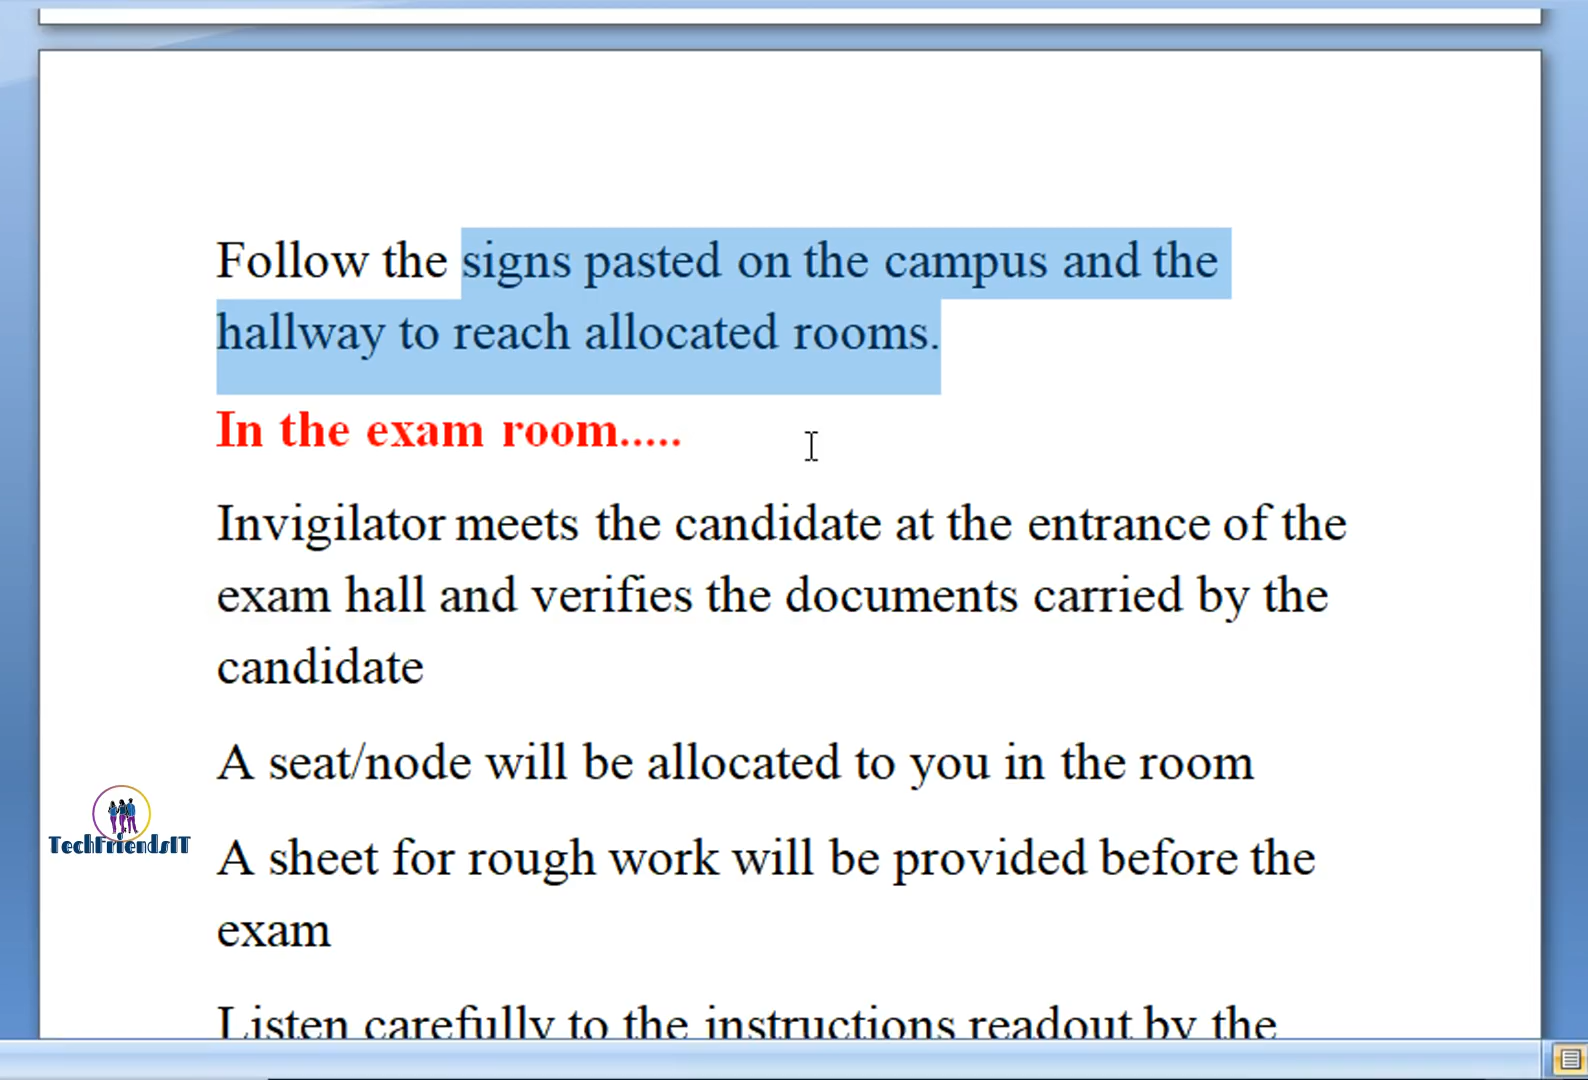 Follow the signs pasted on the campus and the
hallway to reach allocated rooms.
In the exam room.....
Invigilator meets the candidate at the entrance of the
exam hall and verifies the documents carried by the
candidate
A seat/node will be allocated to you in the room
TechFriendsIT
A sheet for rough work will be provided before the
exam
Listen carefully to the instructions readout by the